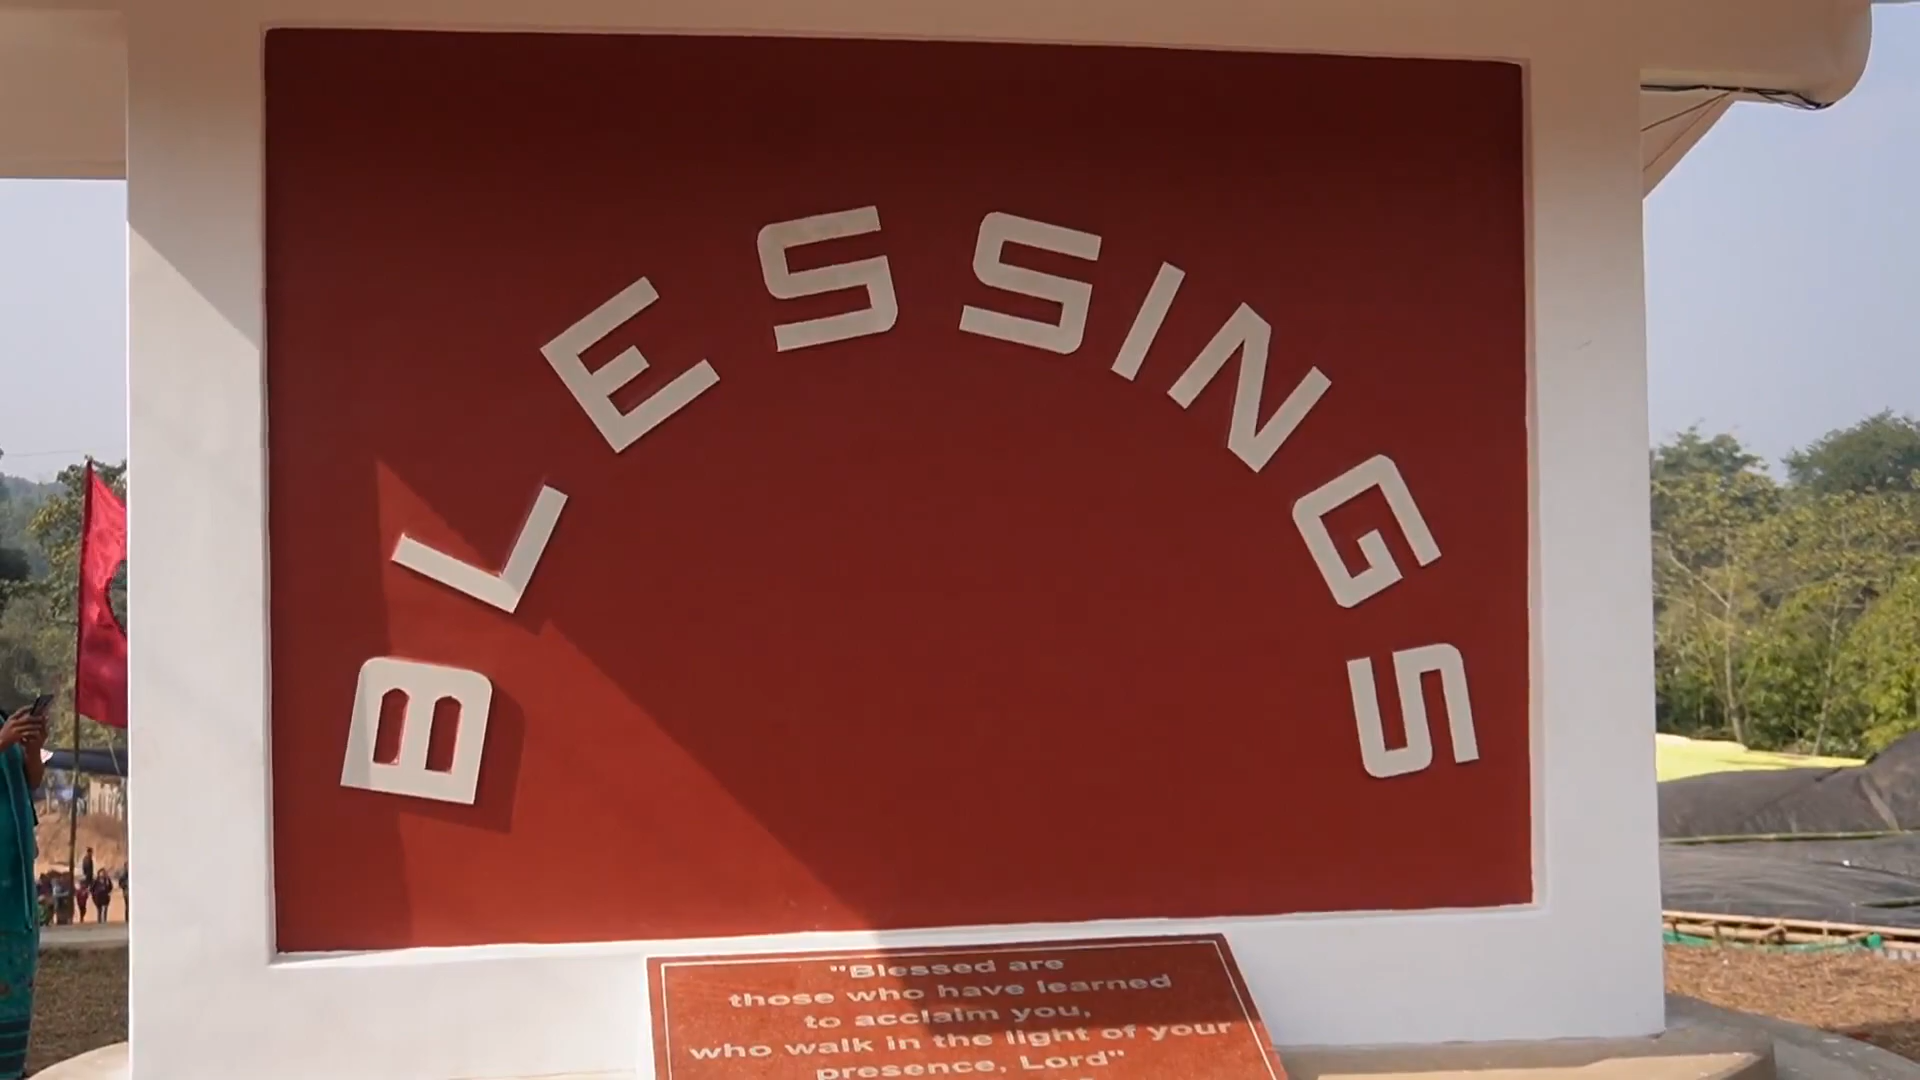 BLESSINGS
"Blessed are
those who have learned
to acclaim you,
who walk in the light of your
presence, Lord"